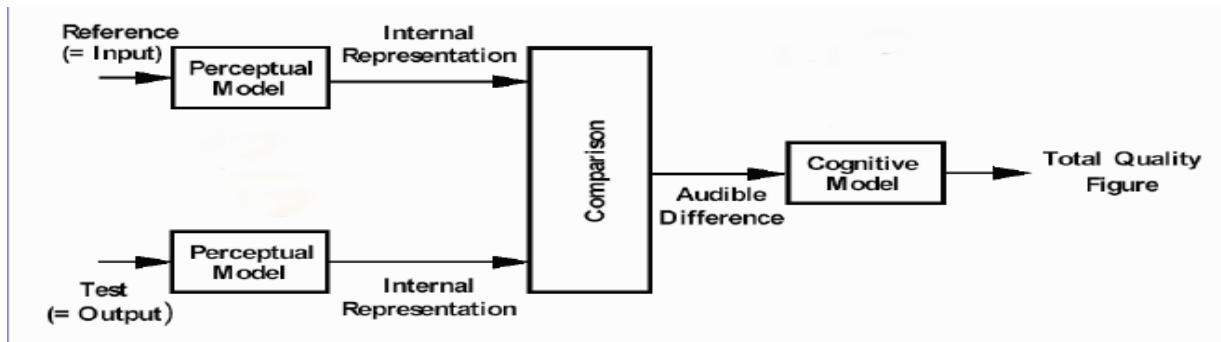 Reference
(= Input)
Perceptual
Model
Internal
Representation
Comparison
Audible
Difference
Cognitive
Model
Total Quality
Figure
Perceptual
Model
Test
(= Output)
Internal
Representation